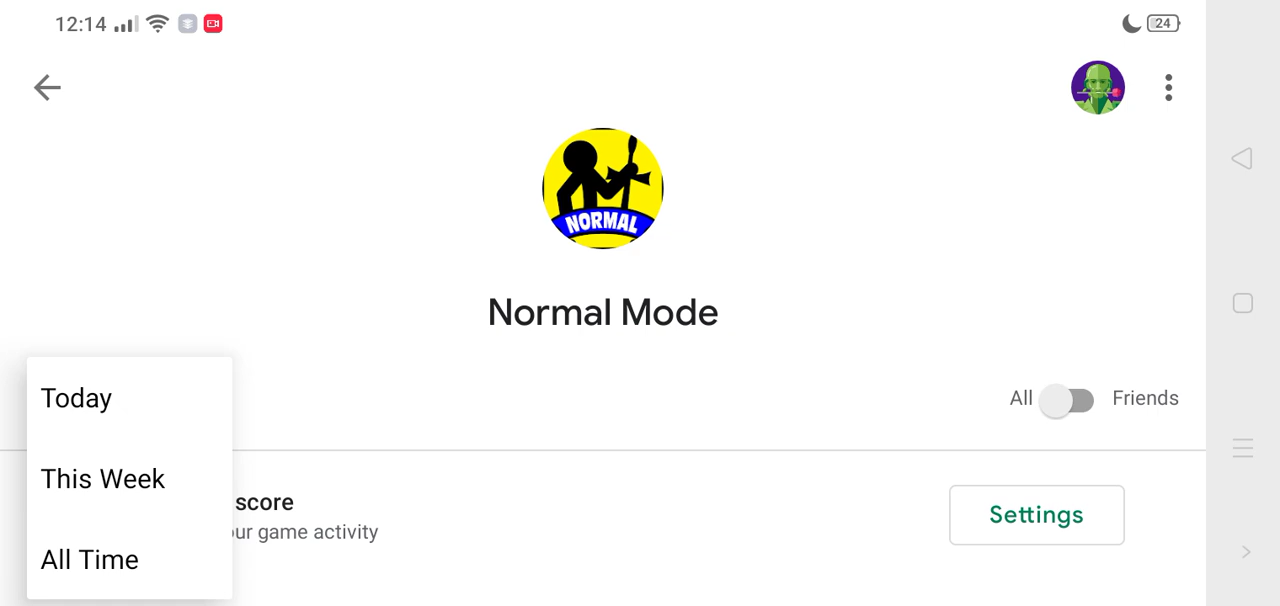 12:14
24
NORMAL
Normal Mode
Today
This Week
All Time
All
Friends
score
ur game activity
Settings